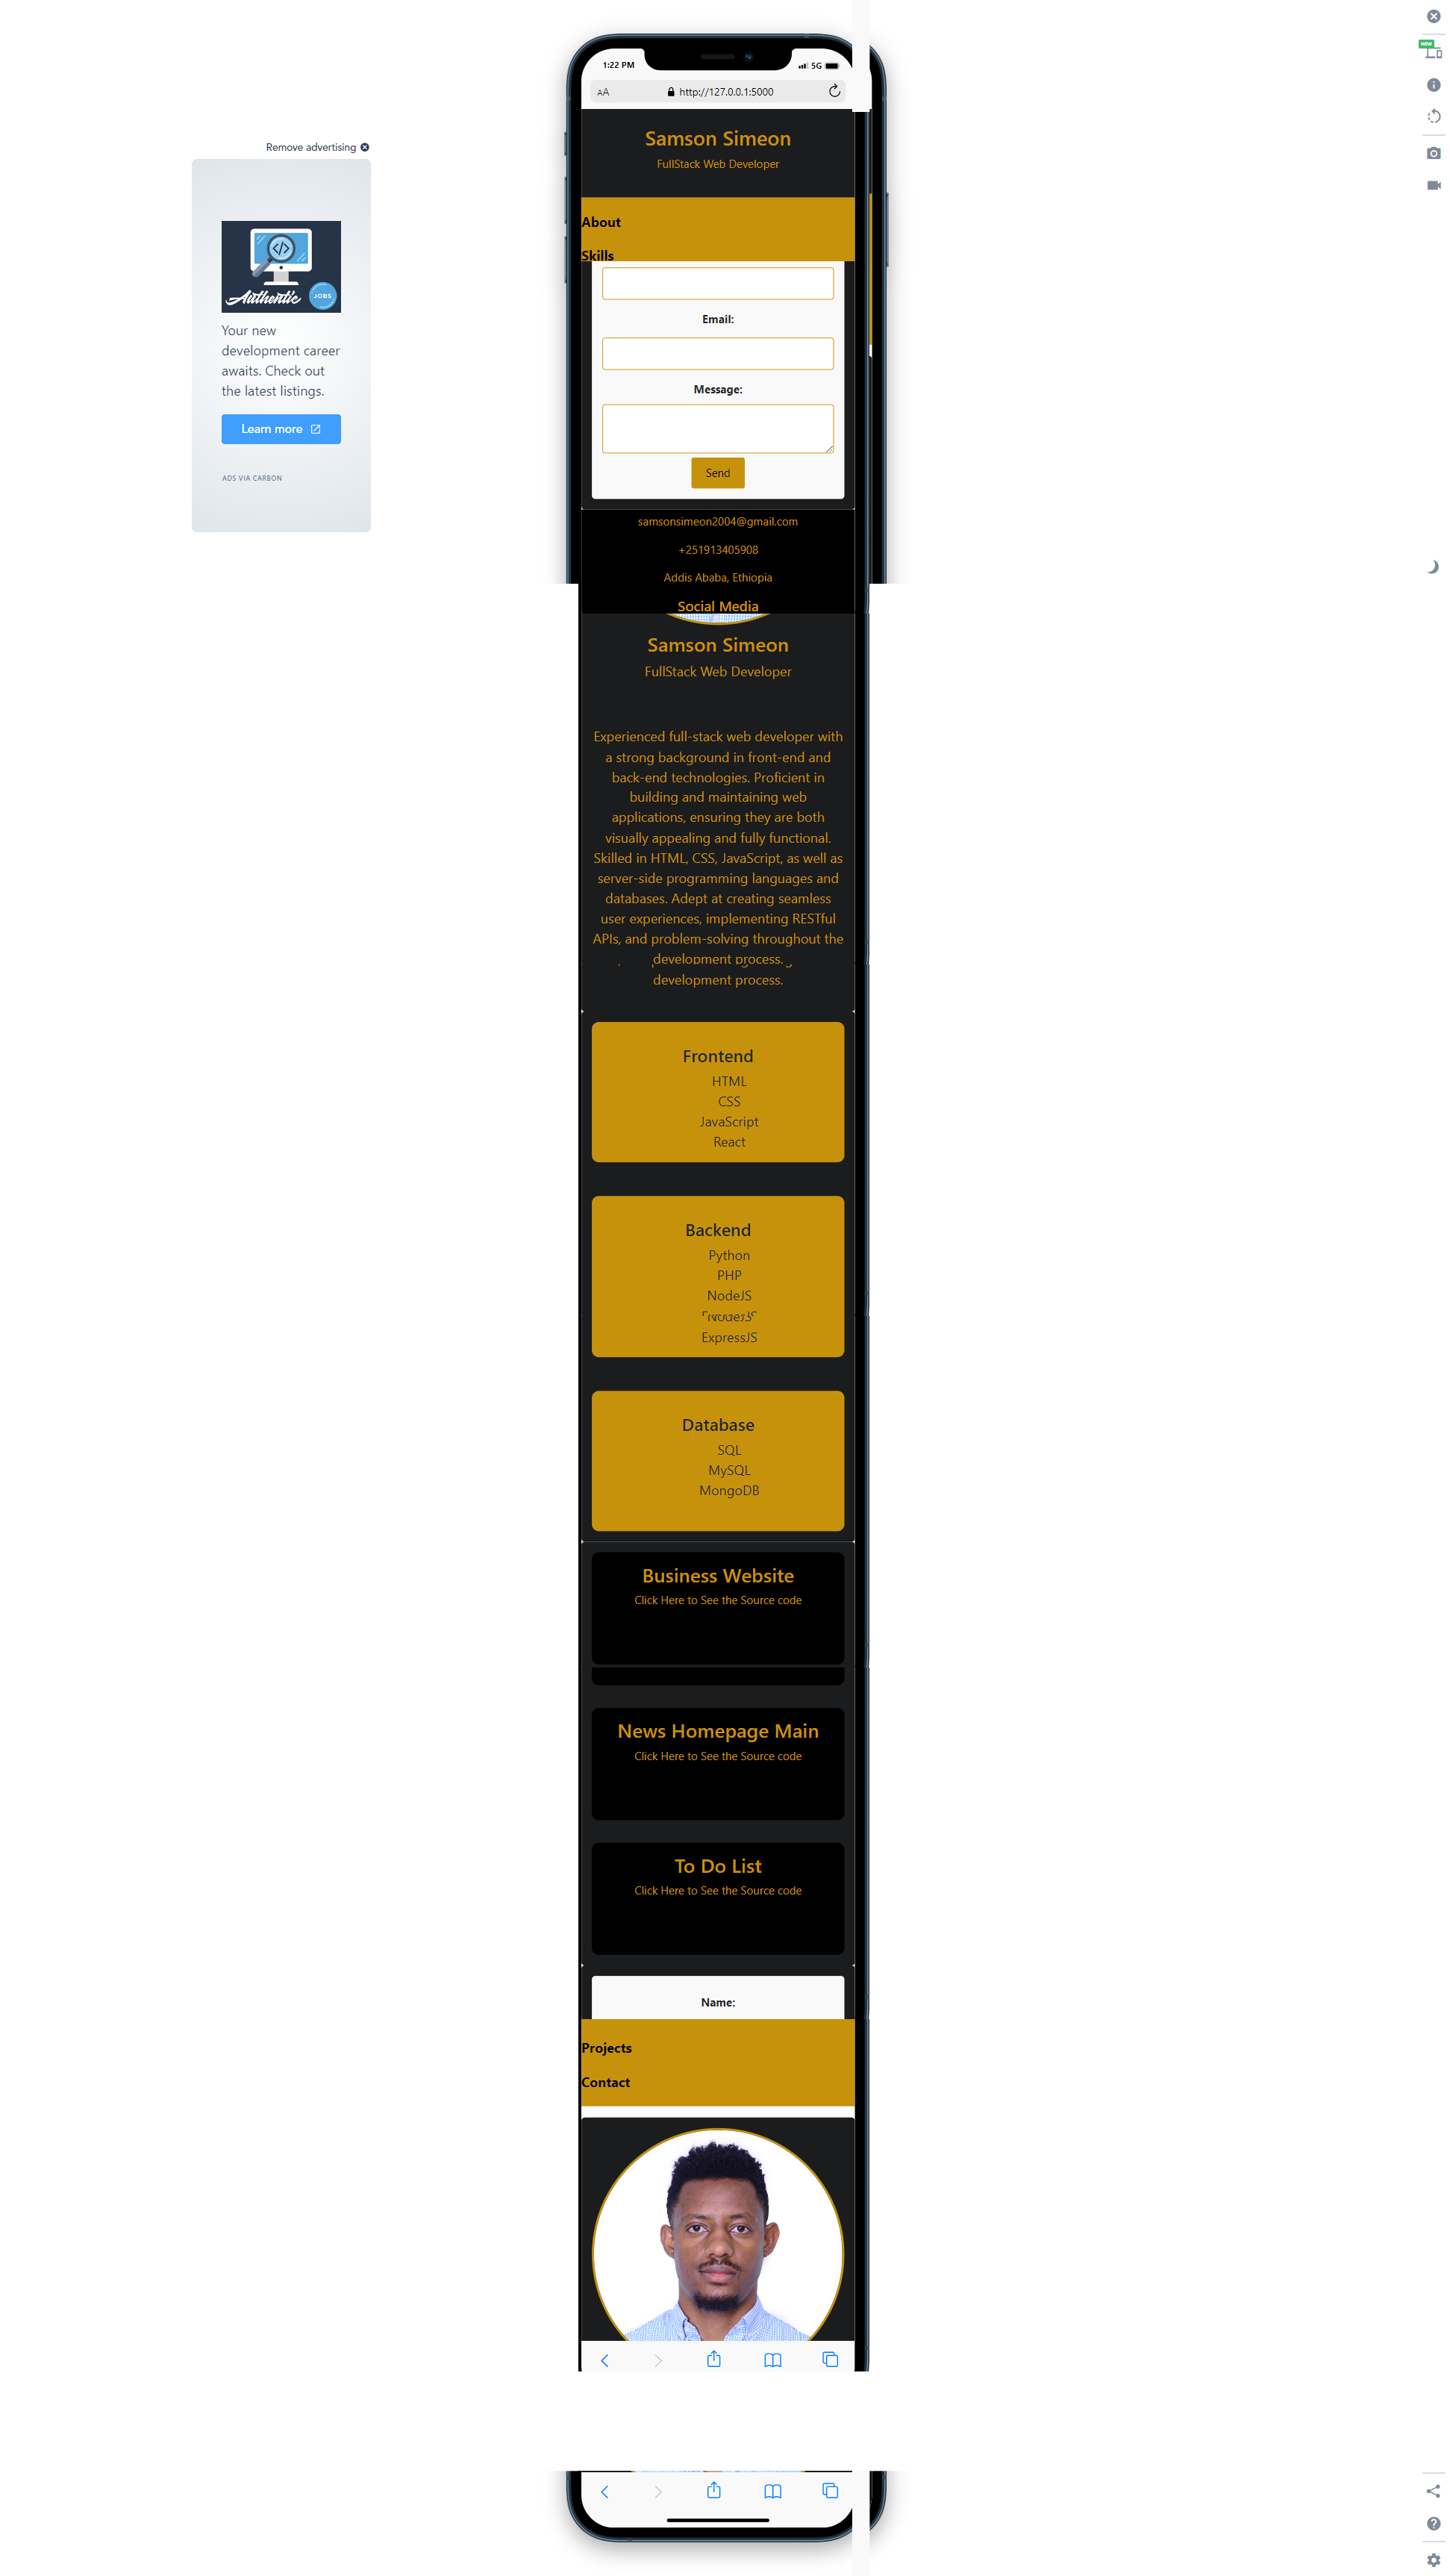 Remove advertising
Authentic
JOBS
Your new
development career
awaits. Check out
the latest listings.
Learn more
ADS VIA CARBON
NEW
1:22 PM
5G
AA
http://127.0.0.1:5000
Samson Simeon
FullStack Web Developer
About
Skills
Email:
Message:
Send
samsonsimeon2004@gmail.com
+251913405908
Addis Ababa, Ethiopia
Social Media
Samson Simeon
FullStack Web Developer
Experienced full-stack web developer with
a strong background in front-end and
back-end technologies. Proficient in
building and maintaining web
applications, ensuring they are both
visually appealing and fully functional.
Skilled in HTML, CSS, JavaScript, as well as
server-side programming languages and
databases. Adept at creating seamless
user experiences, implementing RESTful
APIs, and problem-solving throughout the
development process.
development process.
Frontend
HTML
CSS
JavaScript
React
Backend
Python
PHP
NodeJS
ExpressJS
Database
SQL
MySQL
MongoDB
Business Website
Click Here to See the Source code
News Homepage Main
Click Here to See the Source code
To Do List
Click Here to See the Source code
Name:
Projects
Contact